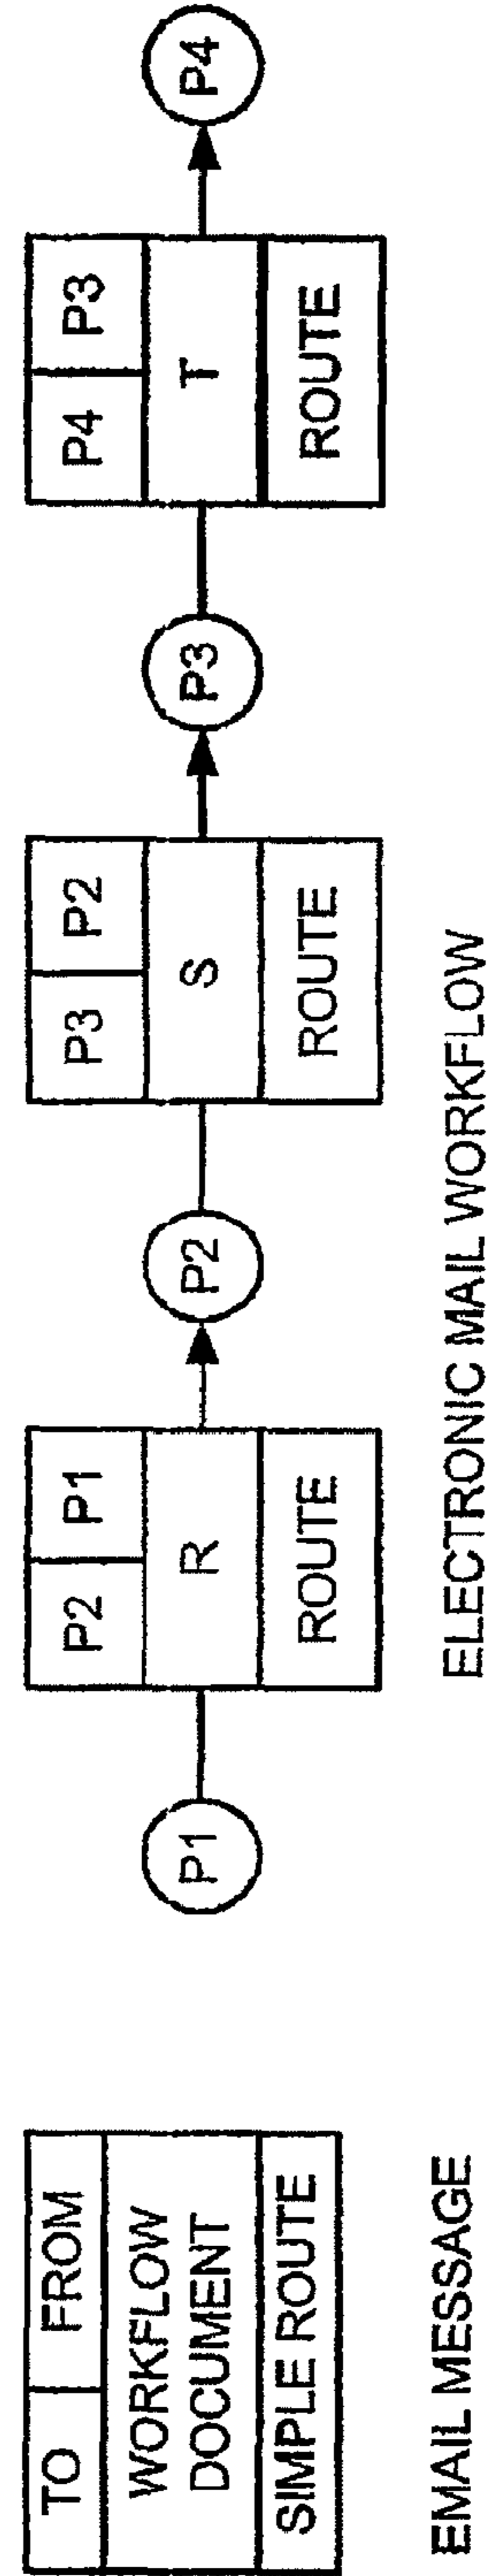 TO FROM
WORKFLOW
DOCUMENT
SIMPLE ROUTE
EMAIL MESSAGE
P1
P2 P1
R
ROUTE
P2
P3 P2
S
ROUTE
P3
P4 P3
T
ROUTE
P4
ELECTRONIC MAIL WORKFLOW